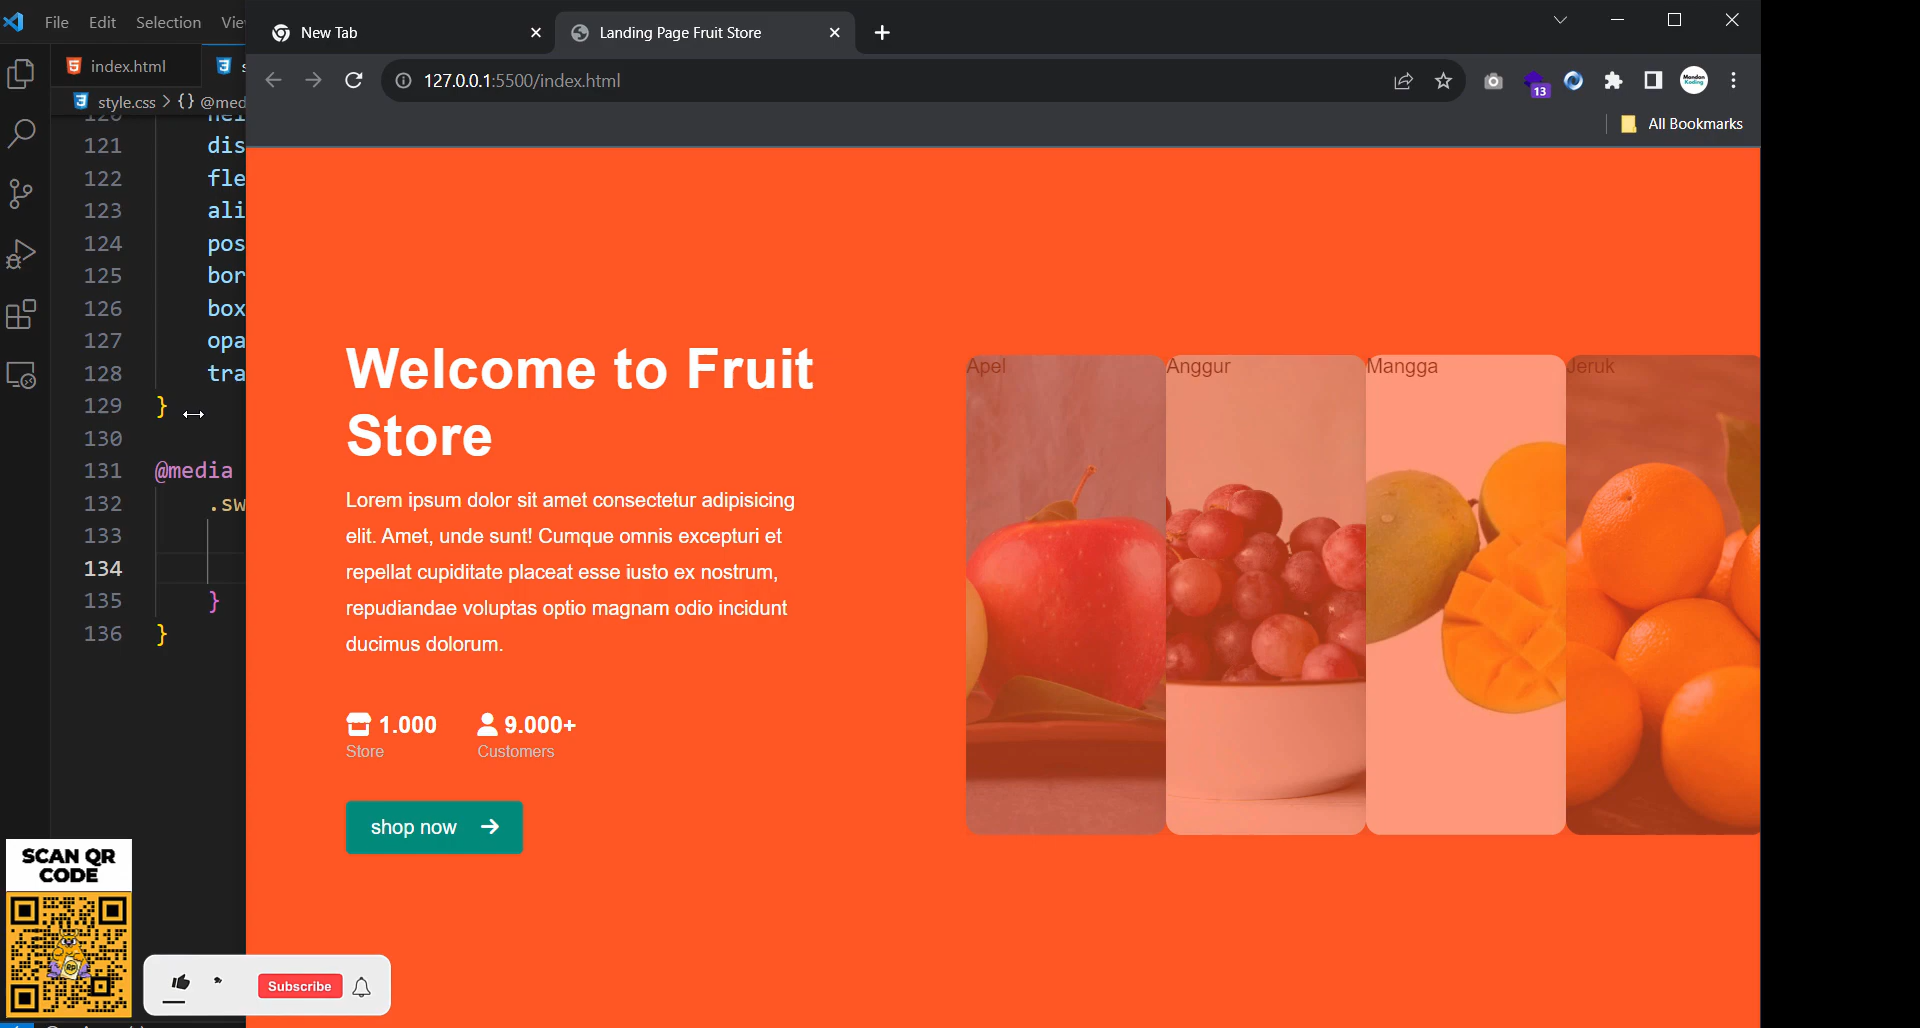 File Edit Selection
New Tab
Landing Page Fruit Store
index.html
127.0.0.1:5500/index.html
13
Mandan
Koding
style.css > {} @med
All Bookmarks
121 dis
122 fle
123 ali
124 pos
125 bor
126 box
127 opa
128 tra
129 }
130
131 @media
132 .sw
133
134
135 }
136 }
Welcome to Fruit
Store
Lorem ipsum dolor sit amet consectetur adipisicing
elit. Amet, unde sunt! Cumque omnis excepturi et
repellat cupiditate placeat esse iusto ex nostrum,
repudiandae voluptas optio magnam odio incidunt
ducimus dolorum.
1.000
Store
9.000+
Customers
shop now
Apel
Anggur
Mangga
Jeruk
SCAN QR
CODE
Subscribe